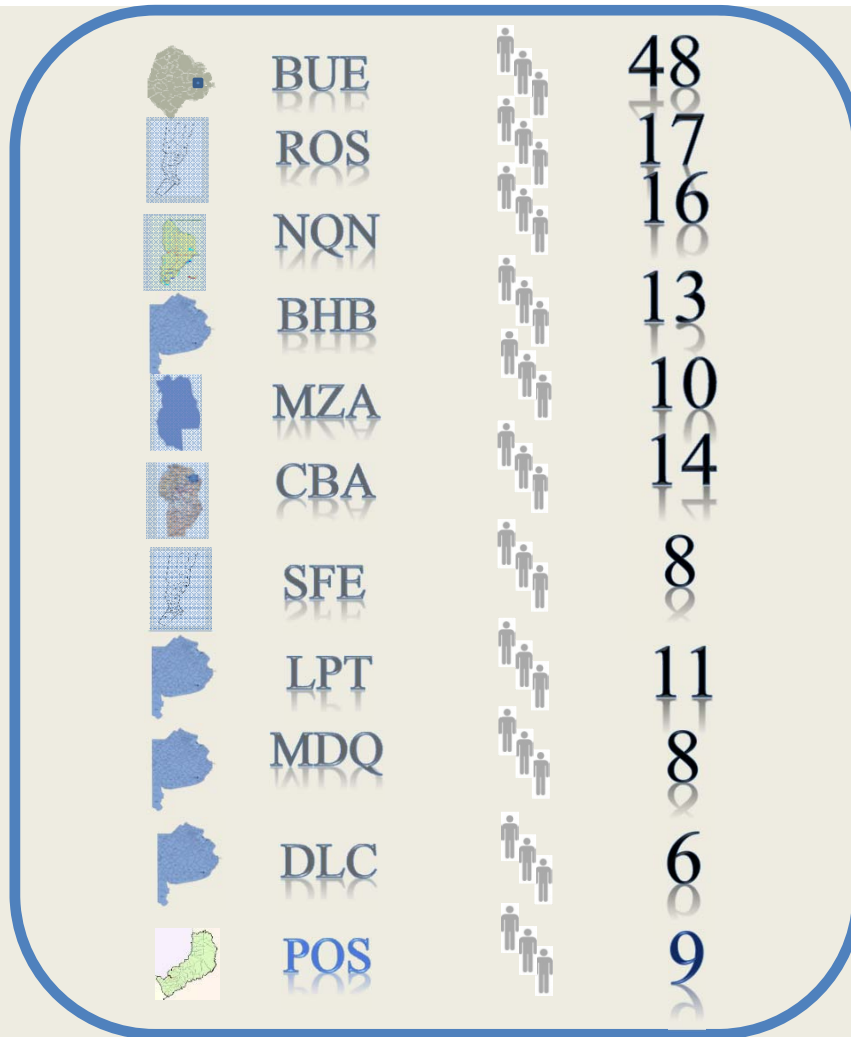 BUE 48
ROS 17
NQN 16
BHB 13
MZA 10
CBA 14
SFE 8
LPT 11
MDQ 8
DLC 6
POS 9